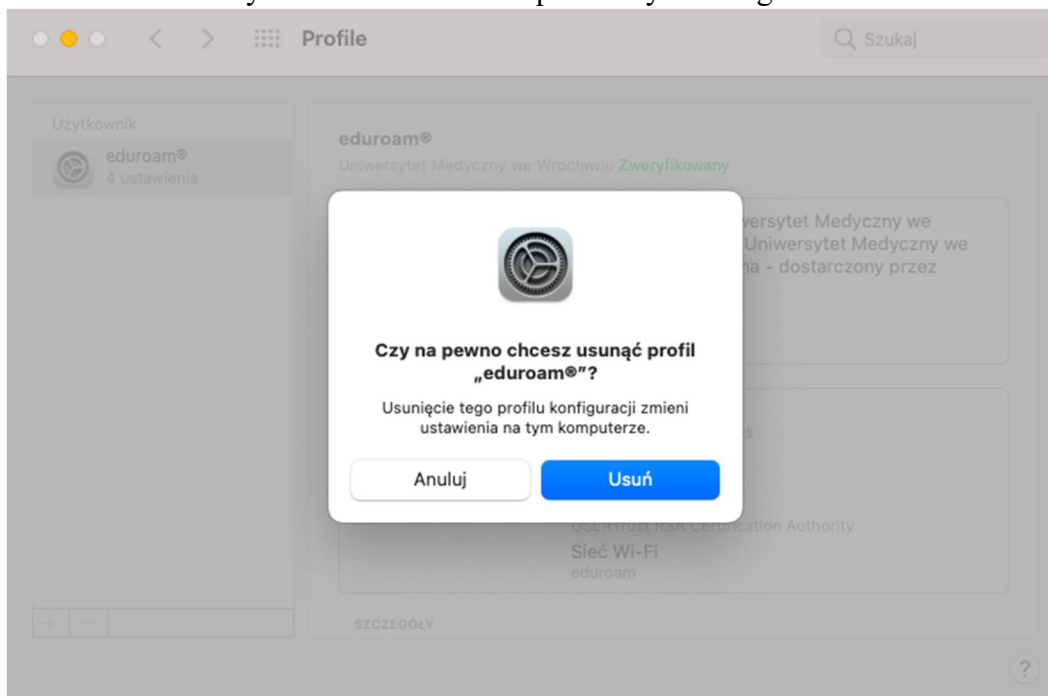 Profile
Szukaj
Użytkownik
eduroam®
4 ustawienia
eduroam®
Uniwersytet Medyczny we Wrocławiu Zweryfikowany
Medyczny we
Uniwersytet Medyczny we
- dostarczony przez
Czy na pewno chcesz usunąć profil
„eduroam®”?
Usunięcie tego profilu konfiguracji zmieni
ustawienia na tym komputerze.
Anuluj
Usuń
USERTrust RSA Certification Authority
Sieć Wi-Fi
eduroam
SZCZEGÓŁY
?